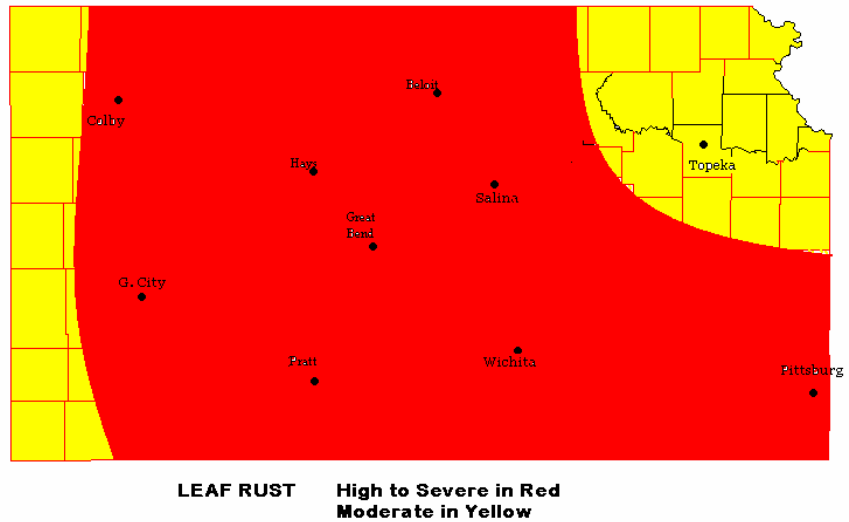 Beloit
Colby
Topeka
Hays
Salina
Great
Bend
G. City
Pratt
Wichita
Pittsburg
LEAF RUST High to Severe in Red
Moderate in Yellow